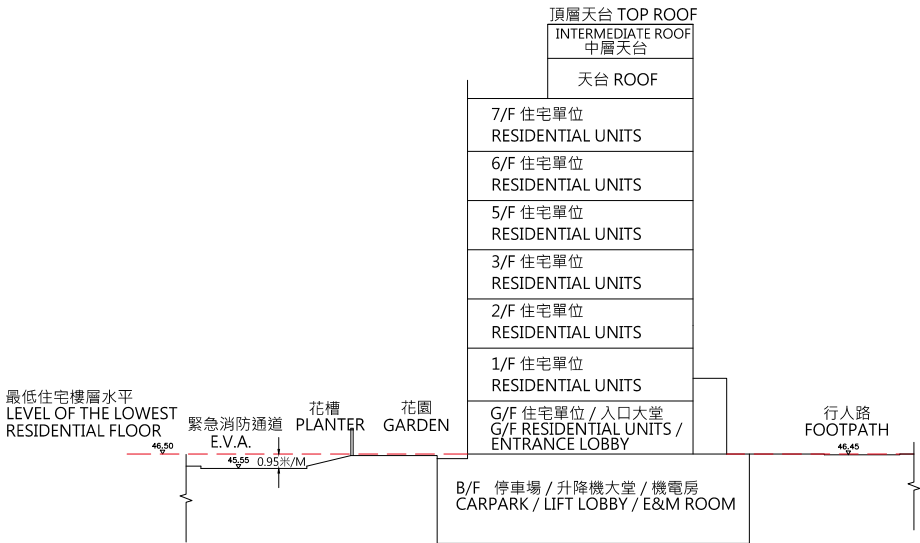 頂層天台 TOP ROOF
INTERMEDIATE ROOF
中層天台
天台 ROOF
7/F 住宅單位
RESIDENTIAL UNITS
6/F 住宅單位
RESIDENTIAL UNITS
5/F 住宅單位
RESIDENTIAL UNITS
3/F 住宅單位
RESIDENTIAL UNITS
2/F 住宅單位
RESIDENTIAL UNITS
1/F 住宅單位
RESIDENTIAL UNITS
G/F 住宅單位 / 入口大堂
G/F RESIDENTIAL UNITS /
ENTRANCE LOBBY
B/F 停車場 / 升降機大堂 / 機電房
CARPARK / LIFT LOBBY / E&M ROOM
最低住宅樓層水平
LEVEL OF THE LOWEST
RESIDENTIAL FLOOR
46.50
緊急消防通道
E.V.A.
45.55
0.95米/M
花槽
PLANTER
花園
GARDEN
行人路
FOOTPATH
46.45